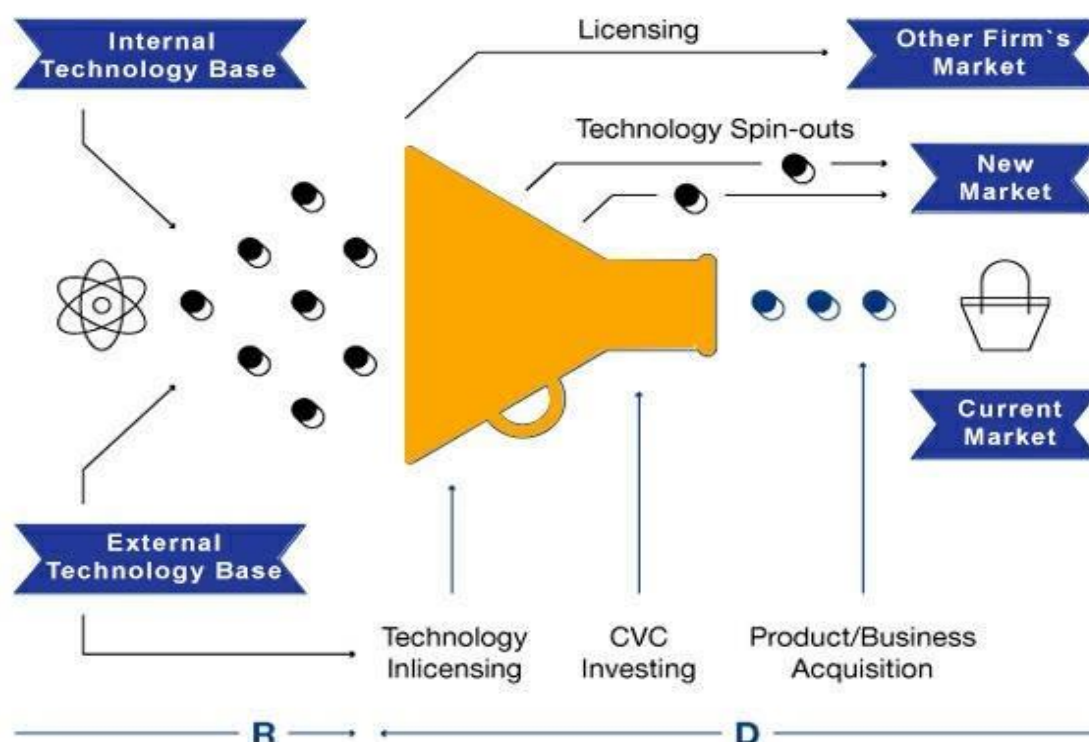 Internal
Technology Base
Licensing
Other Firm`s
Market
Technology Spin-outs
New
Market
Current
Market
External
Technology Base
Technology
Inlicensing
CVC
Investing
Product/Business
Acquisition
R
D